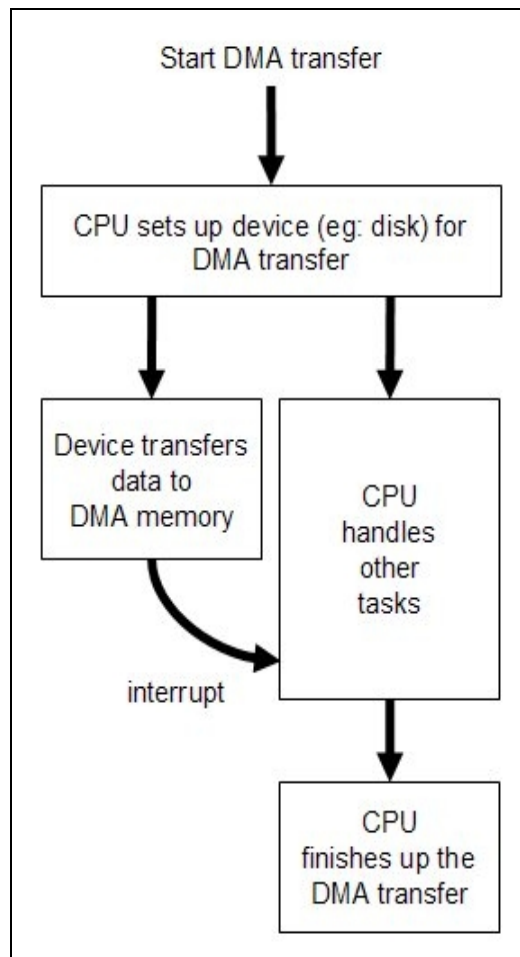 Start DMA transfer
CPU sets up device (eg: disk) for
DMA transfer
Device transfers
data to
DMA memory
CPU
handles
other
tasks
interrupt
CPU
finishes up the
DMA transfer